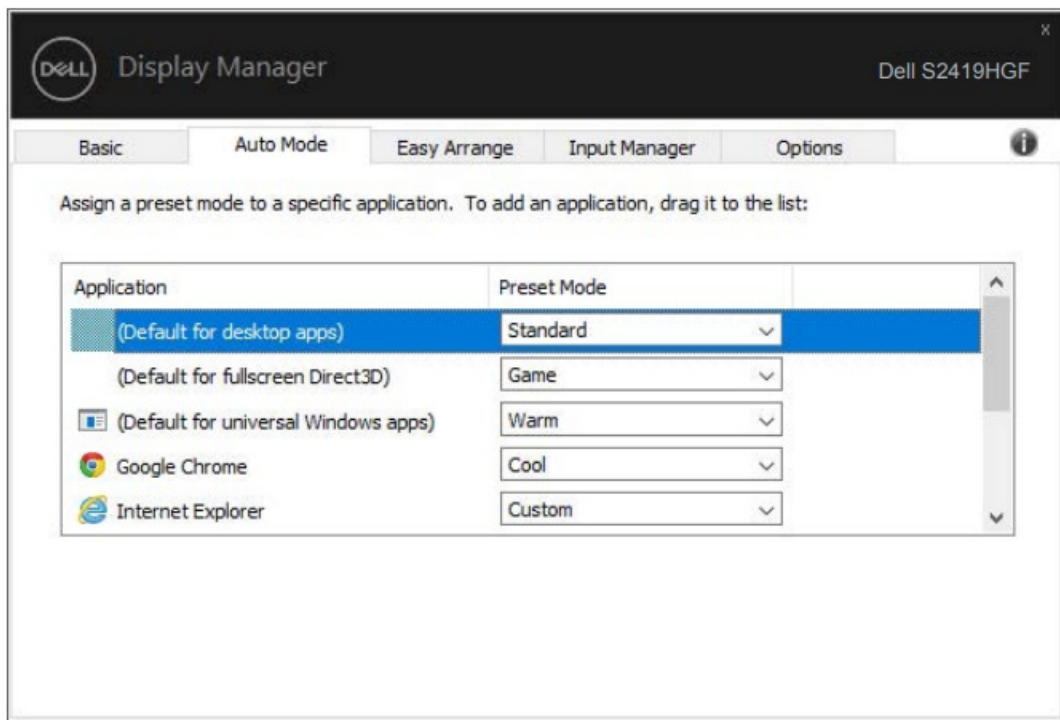 x
DELL Display Manager
Dell S2419HGF
Basic Auto Mode Easy Arrange Input Manager Options i
Assign a preset mode to a specific application. To add an application, drag it to the list:
Application Preset Mode
(Default for desktop apps) Standard
(Default for fullscreen Direct3D) Game
(Default for universal Windows apps) Warm
Google Chrome Cool
Internet Explorer Custom